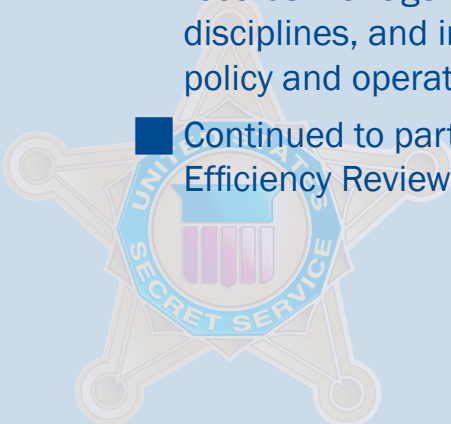 disciplines, and i
policy and operat
Continued to part
Efficiency Review
UNITED STATES
SECRET SERVICE